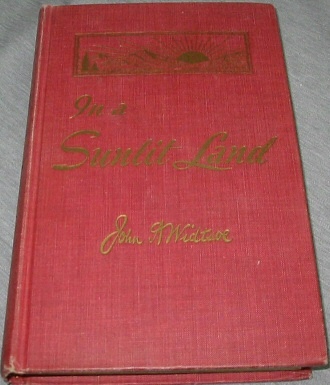 In a
Sunlit Land
John A Widtsoe